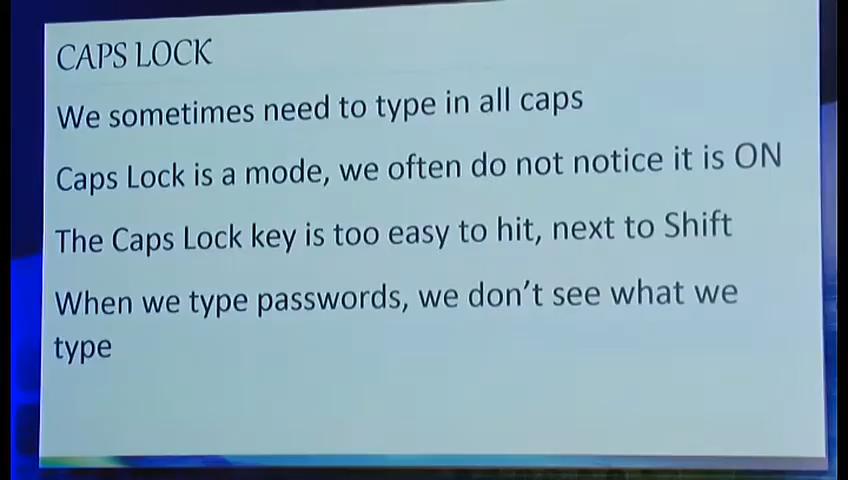 CAPS LOCK
We sometimes need to type in all caps
Caps Lock is a mode, we often do not notice it is ON
The Caps Lock key is too easy to hit, next to Shift
When we type passwords, we don’t see what we
type